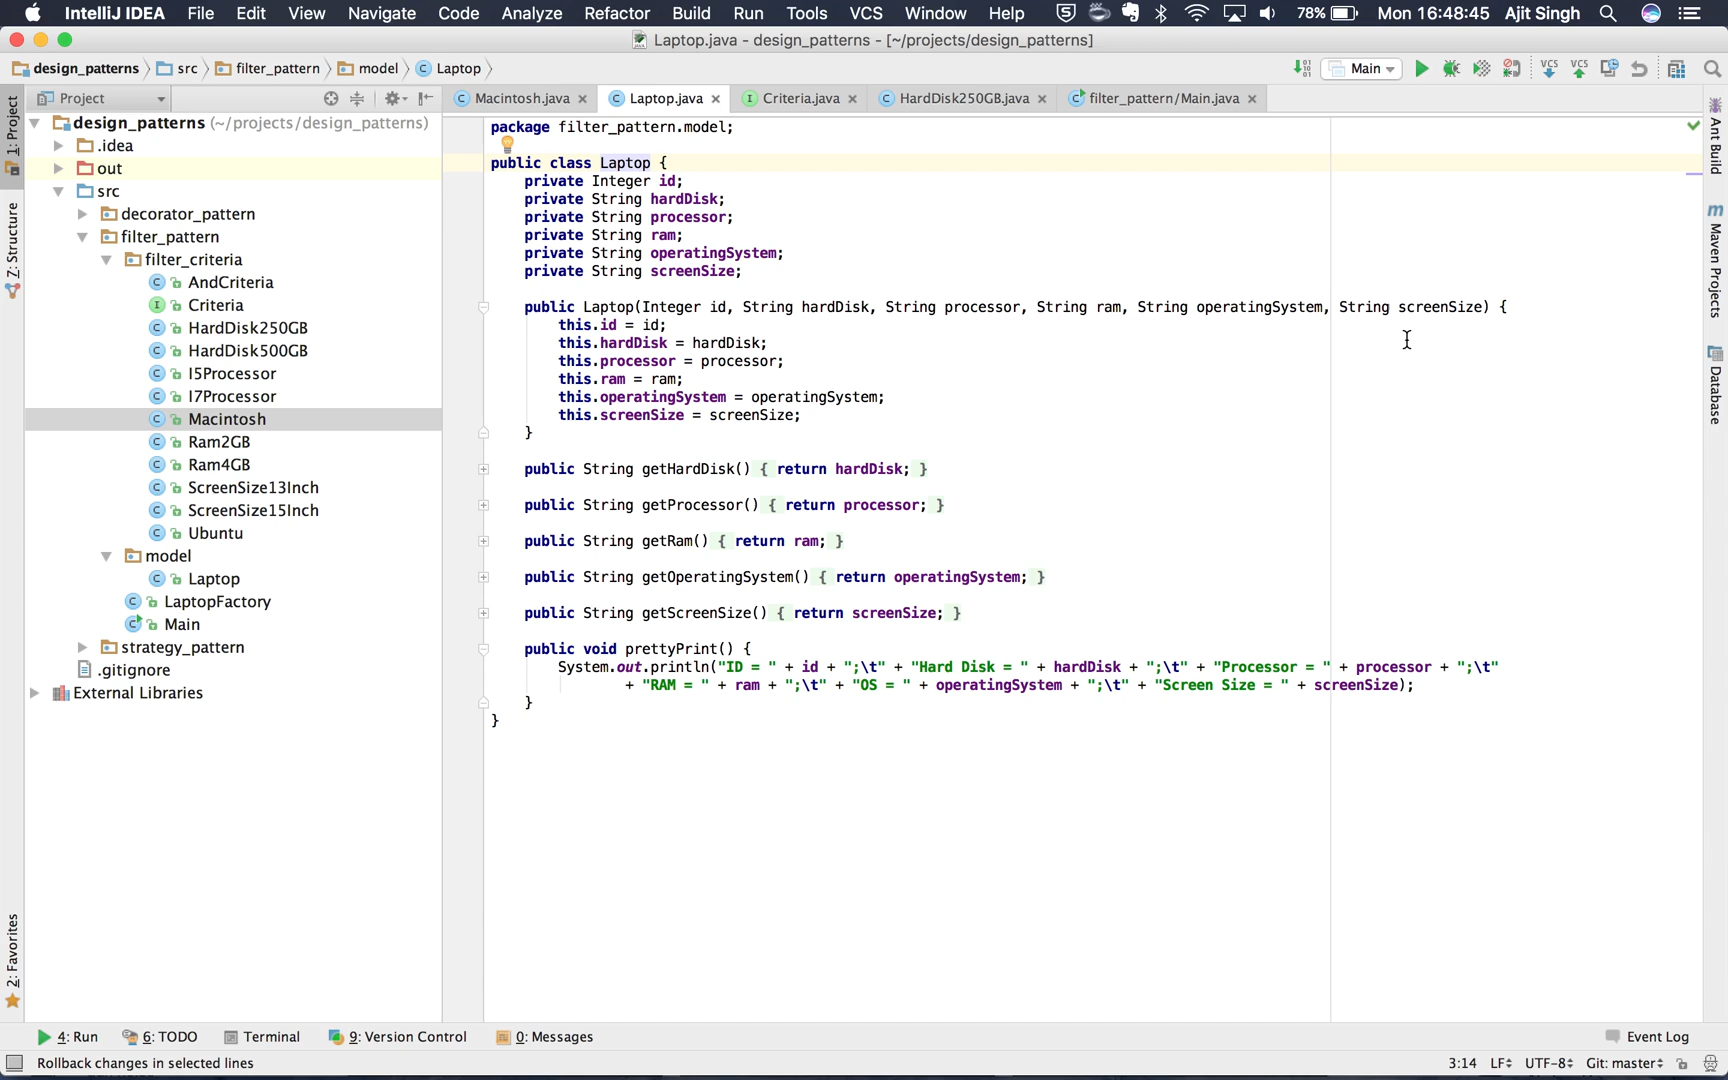 IntelliJ IDEA File Edit View Navigate Code Analyze Refactor Build Run Tools VCS Window Help 78% Mon 16:48:45 Ajit Singh
Laptop.java - design_patterns - [~/projects/design_patterns]
design_patterns src filter_pattern model Laptop Main
Project
Macintosh.java Laptop.java Criteria.java HardDisk250GB.java filter_pattern/Main.java
1: Project
Z: Structure
2: Favorites
design_patterns (~/projects/design_patterns)
.idea
out
src
decorator_pattern
filter_pattern
filter_criteria
AndCriteria
Criteria
HardDisk250GB
HardDisk500GB
I5Processor
I7Processor
Macintosh
Ram2GB
Ram4GB
ScreenSize13Inch
ScreenSize15Inch
Ubuntu
model
Laptop
LaptopFactory
Main
strategy_pattern
.gitignore
External Libraries
package filter_pattern.model;
public class Laptop {
private Integer id;
private String hardDisk;
private String processor;
private String ram;
private String operatingSystem;
private String screenSize;
public Laptop(Integer id, String hardDisk, String processor, String ram, String operatingSystem, String screenSize) {
this.id = id;
this.hardDisk = hardDisk;
this.processor = processor;
this.ram = ram;
this.operatingSystem = operatingSystem;
this.screenSize = screenSize;
}
public String getHardDisk() { return hardDisk; }
public String getProcessor() { return processor; }
public String getRam() { return ram; }
public String getOperatingSystem() { return operatingSystem; }
public String getScreenSize() { return screenSize; }
public void prettyPrint() {
System.out.println("ID = " + id + ";\t" + "Hard Disk = " + hardDisk + ";\t" + "Processor = " + processor + ";\t"
+ "RAM = " + ram + ";\t" + "OS = " + operatingSystem + ";\t" + "Screen Size = " + screenSize);
}
}
Ant Build
Maven Projects
Database
4: Run 6: TODO Terminal 9: Version Control 0: Messages Event Log
Rollback changes in selected lines 3:14 LF UTF-8 Git: master